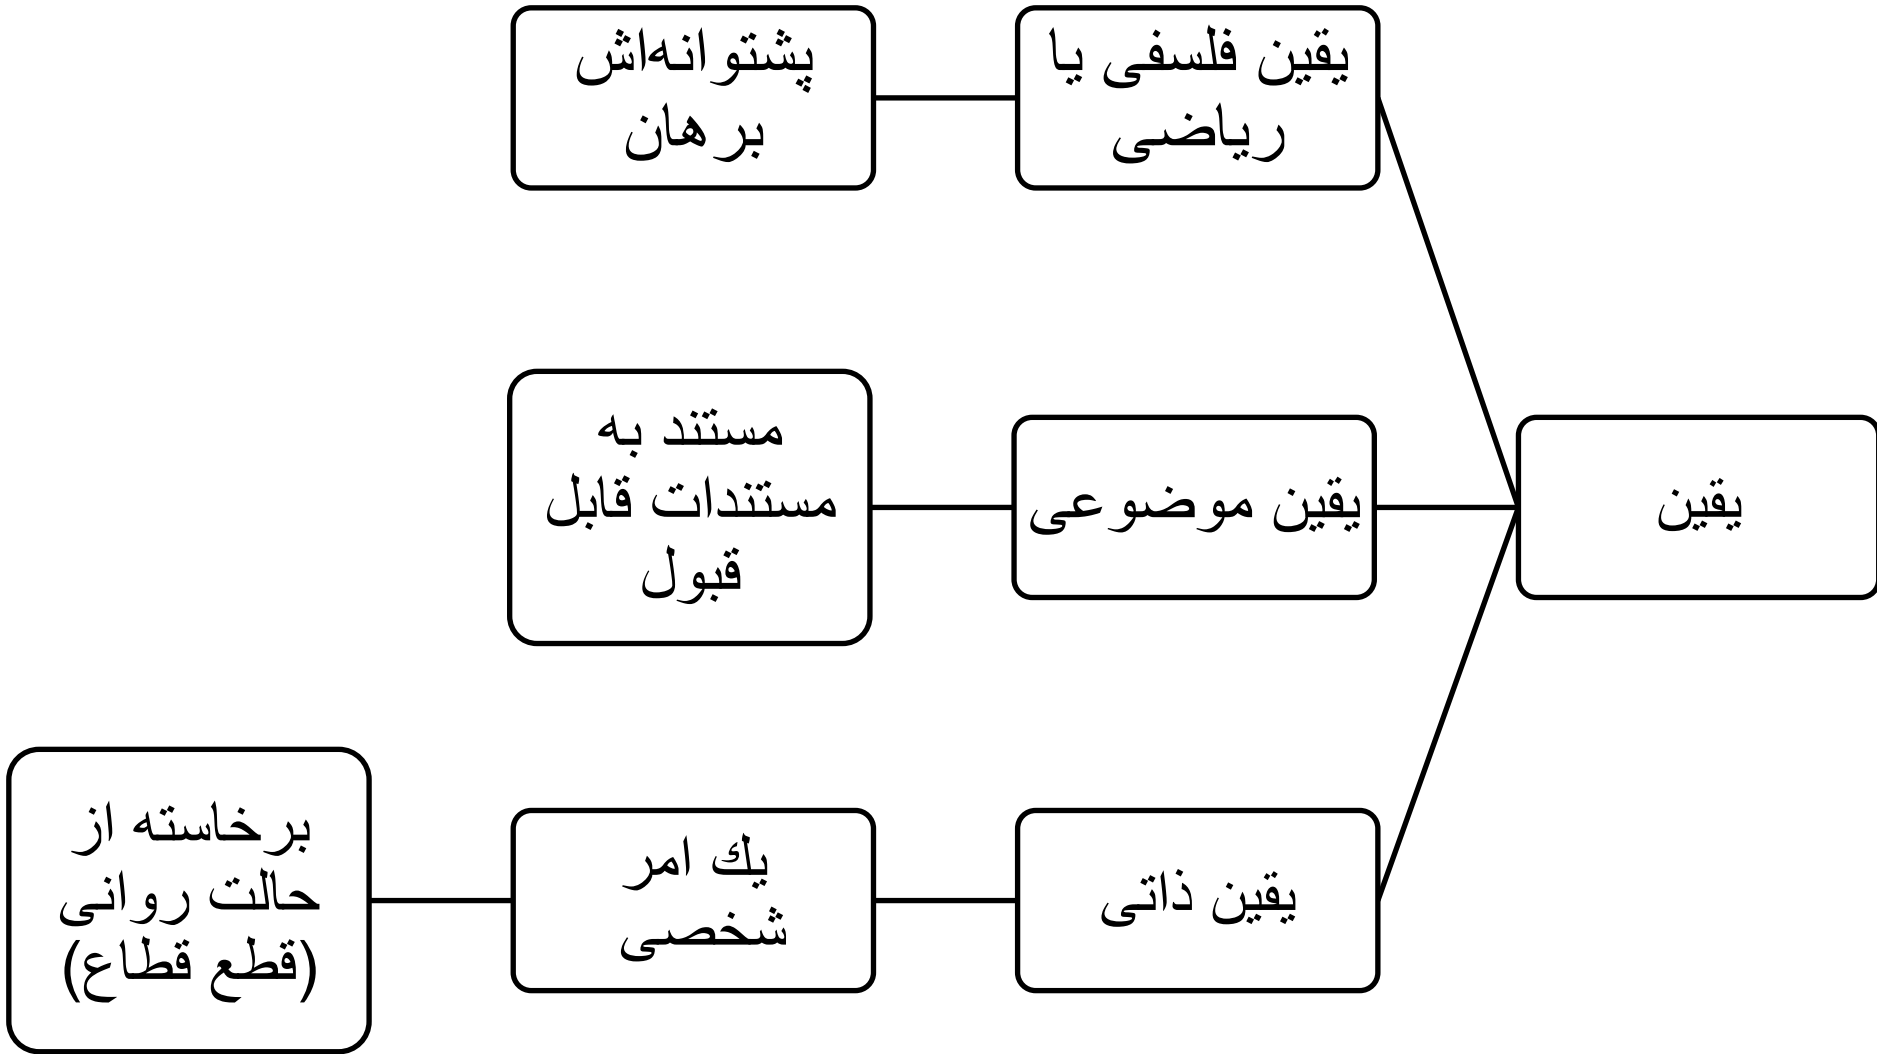 یقین
یقین فلسفی یا
ریاضی
پشتوانه‌اش
برهان
یقین موضوعی
مستند به
مستندات قابل
قبول
یقین ذاتی
يك امر
شخصی
برخاسته از
حالت روانی
(قطع قطاع)